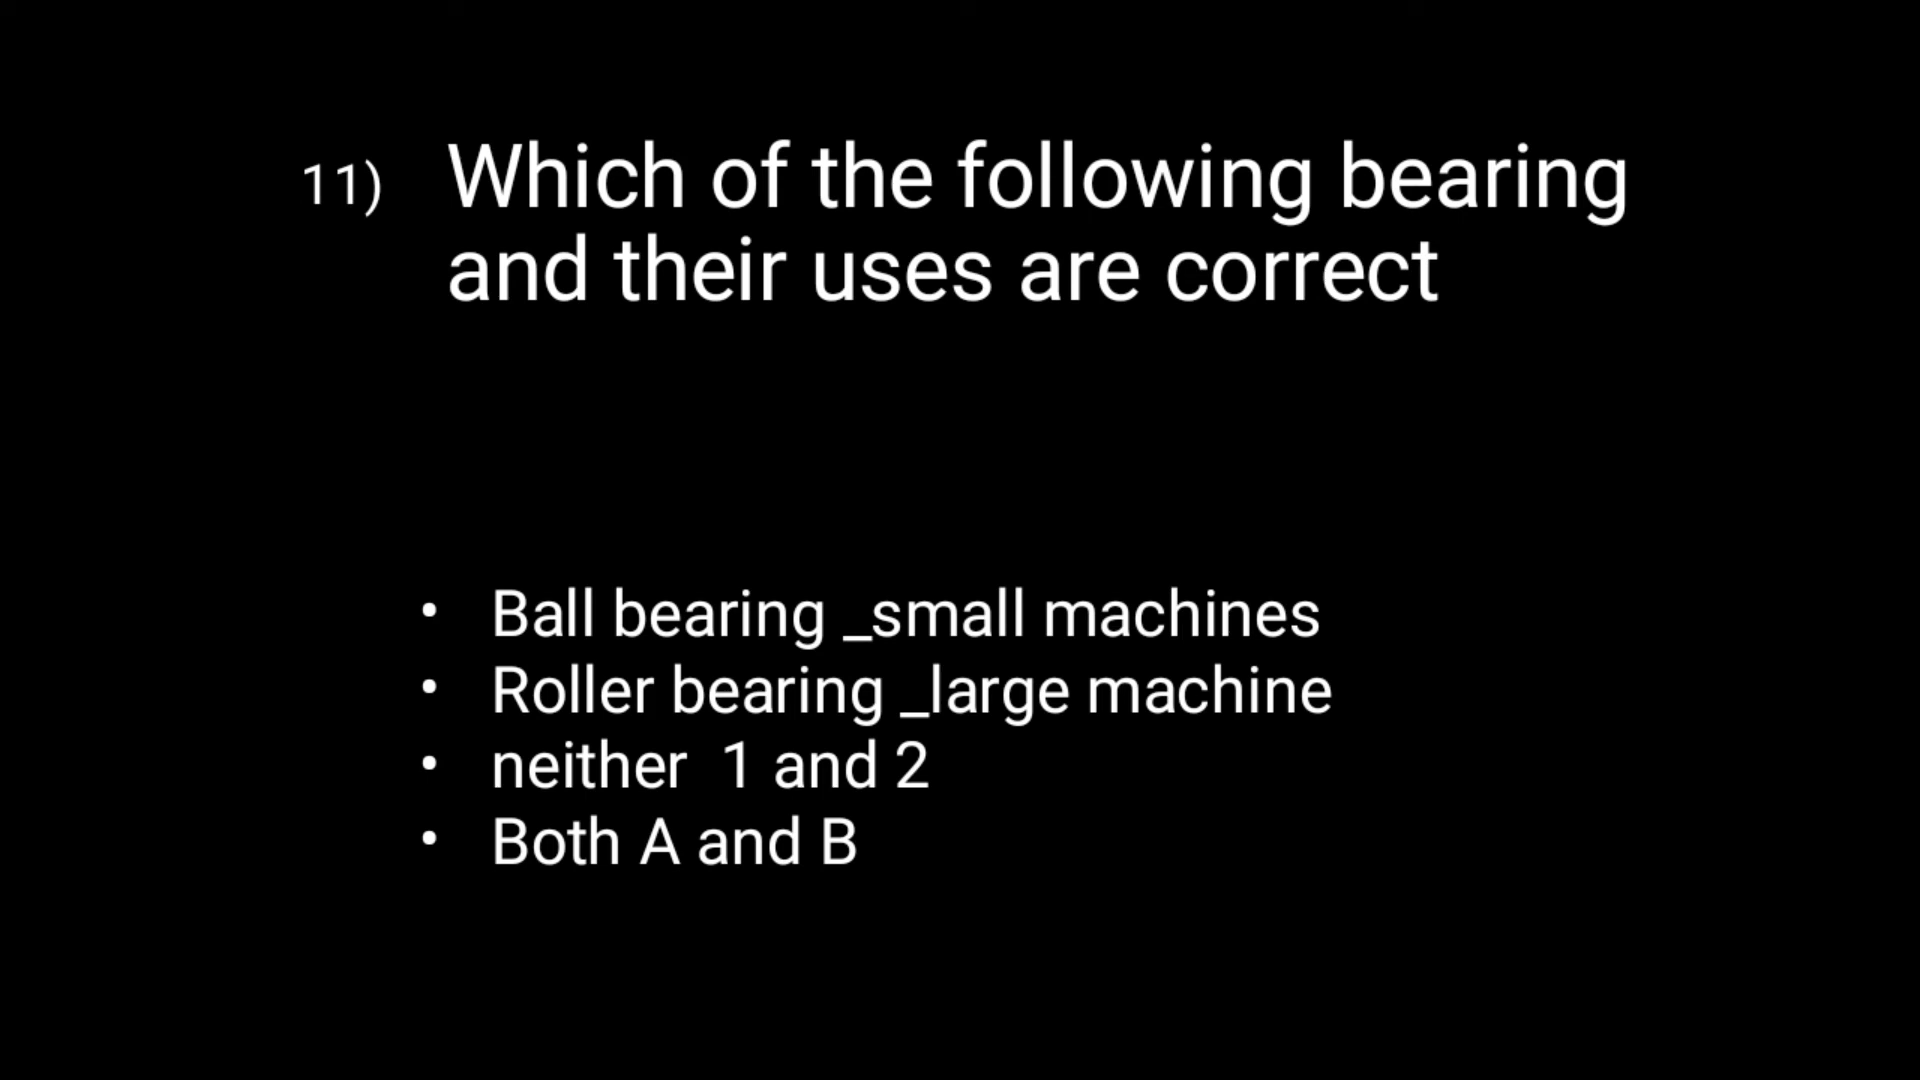 11) Which of the following bearing
and their uses are correct
• Ball bearing _small machines
• Roller bearing _large machine
• neither  1 and 2
• Both A and B